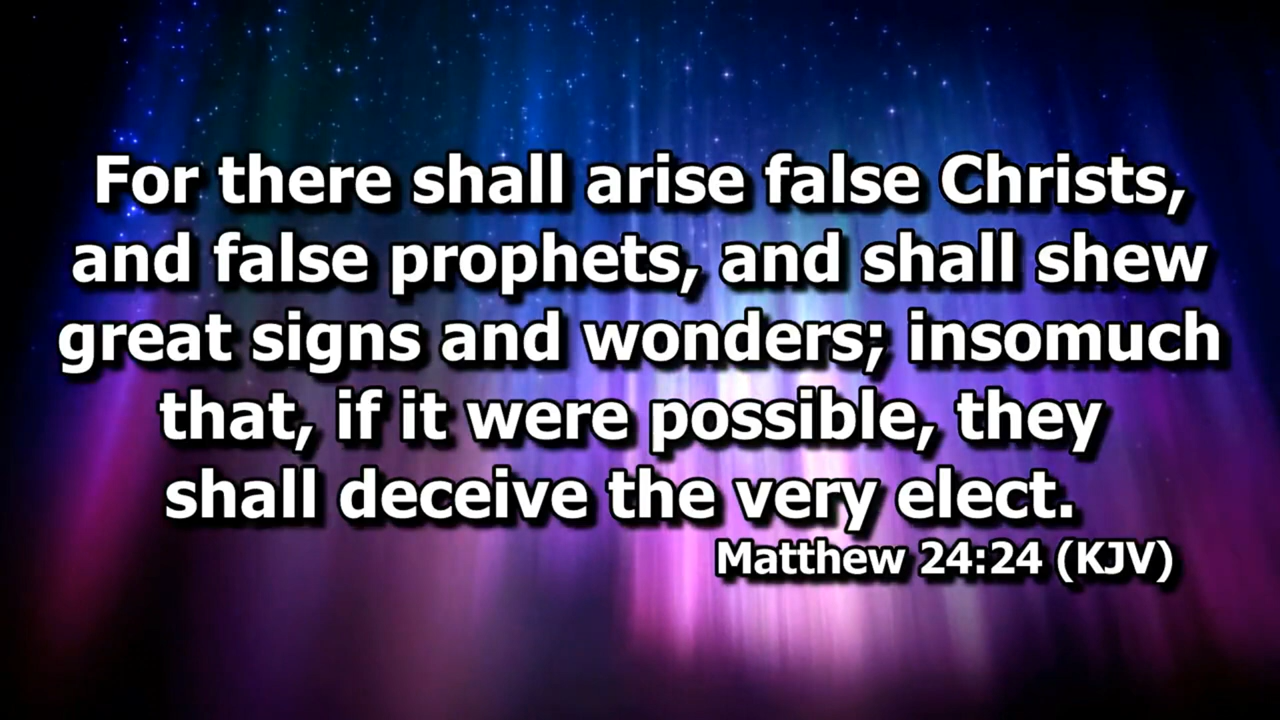 For there shall arise false Christs,
and false prophets, and shall shew
great signs and wonders; insomuch
that, if it were possible, they
shall deceive the very elect.
Matthew 24:24 (KJV)